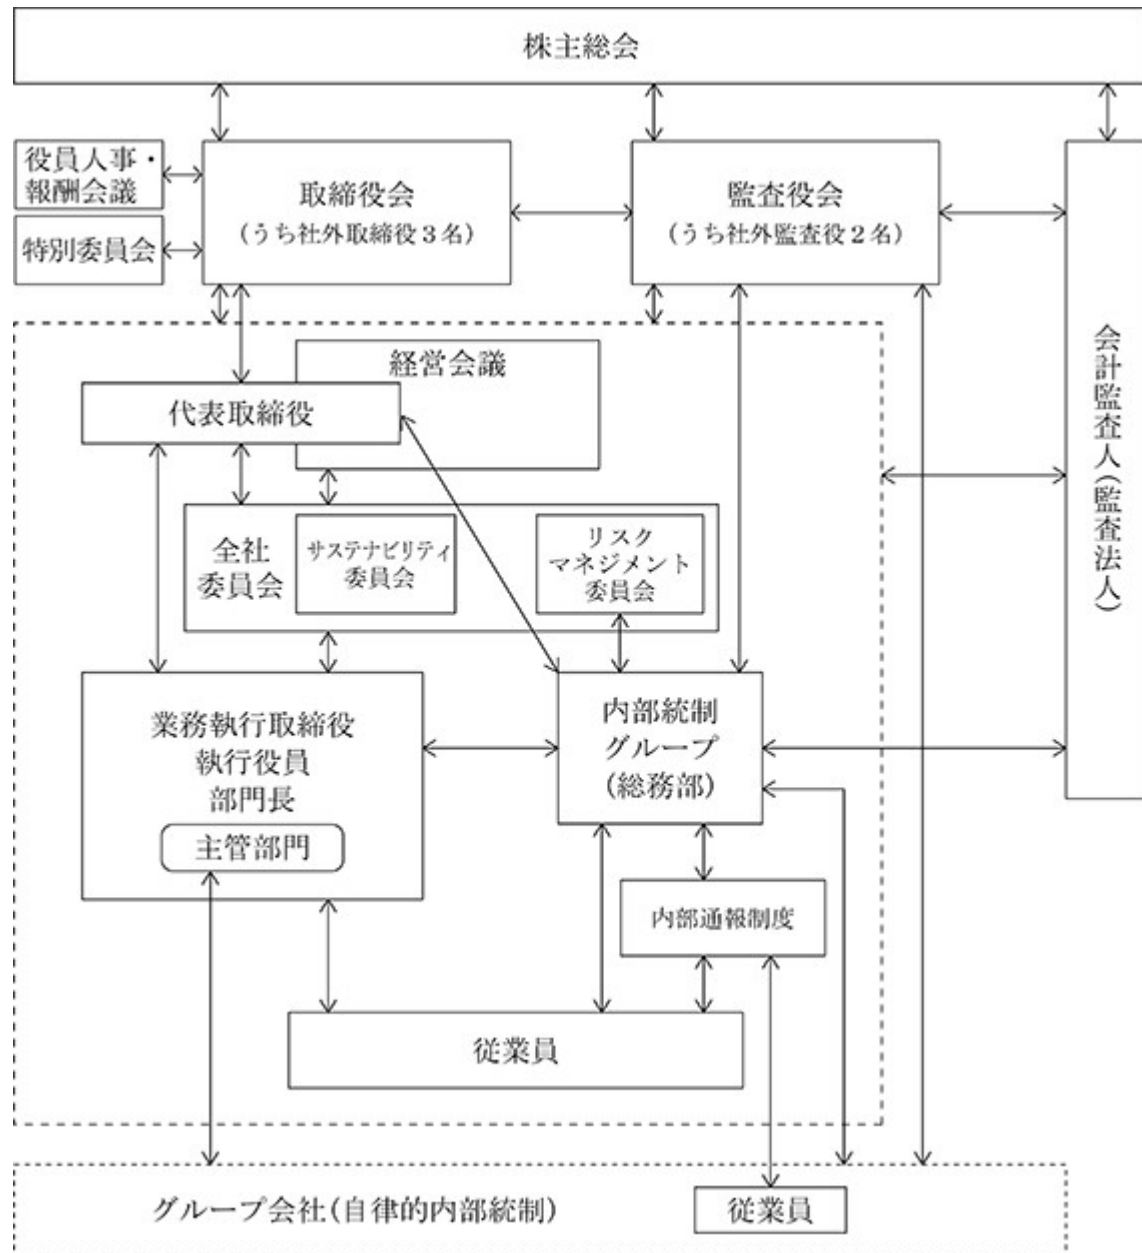 株主総会
役員人事・
報酬会議
特別委員会
取締役会
(うち社外取締役3名)
監査役会
(うち社外監査役2名)
会計監査人(監査法人)
経営会議
代表取締役
全社
委員会
サステナビリティ
委員会
リスク
マネジメント
委員会
業務執行取締役
執行役員
部門長
主管部門
内部統制
グループ
(総務部)
内部通報制度
従業員
グループ会社(自律的内部統制)
従業員